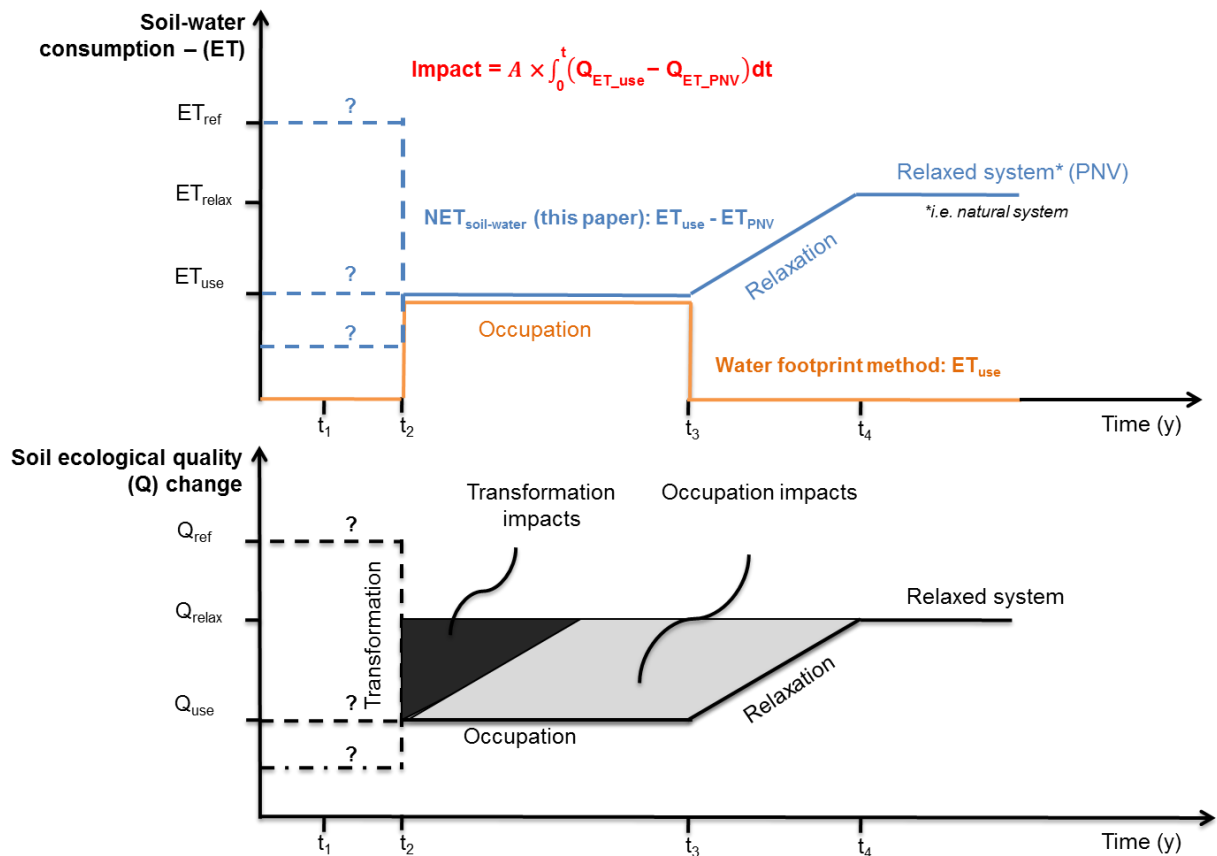 Soil-water
consumption – (ET)
Impact = A × ∫₀ᵗ(Q_ET_use – Q_ET_PNV)dt
?
ET_ref
ET_relax
Relaxed system* (PNV)
*i.e. natural system
NET_soil-water (this paper): ET_use - ET_PNV
Relaxation
?
ET_use
?
Occupation
Water footprint method: ET_use
t₁
t₂
t₃
t₄
Time (y)
Soil ecological quality
(Q) change
Transformation
impacts
Occupation impacts
?
Q_ref
Transformation
Q_relax
Relaxed system
?
Q_use
Relaxation
?
Occupation
t₁
t₂
t₃
t₄
Time (y)